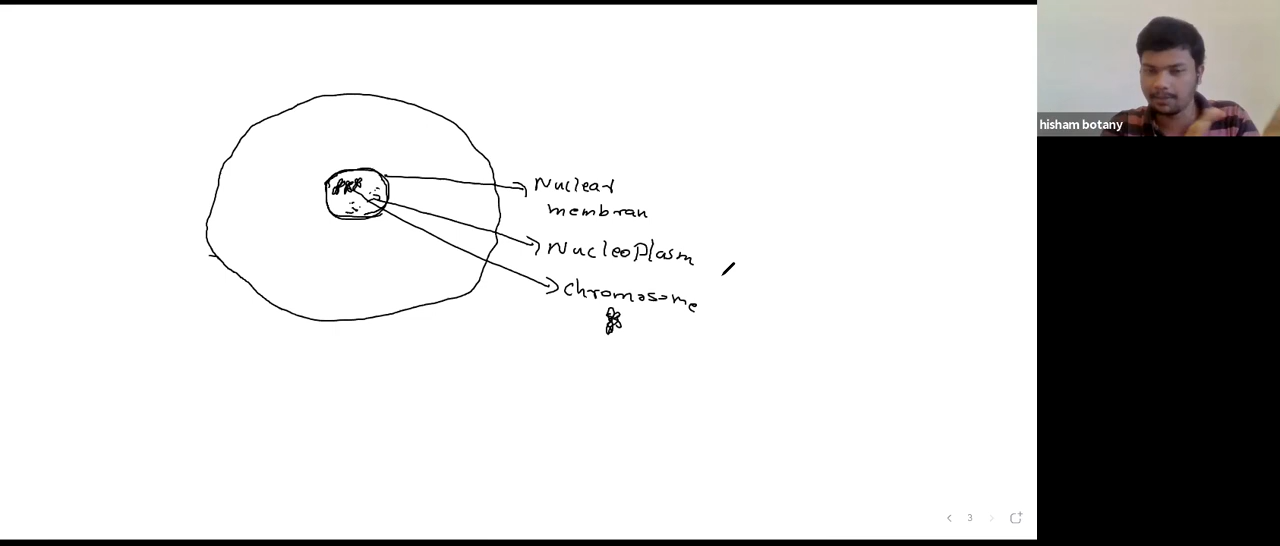 Nuclear
membran
NucleoPlasm
Chromosome
hisham botany
3